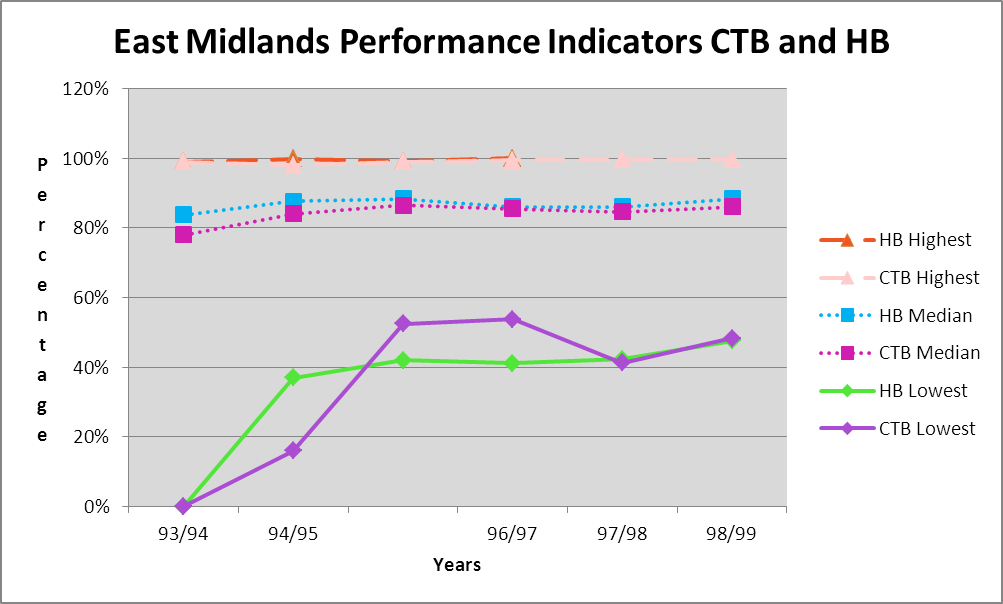 East Midlands Performance Indicators CTB and HB
120%
100%
80%
60%
40%
20%
0%
Percentage
93/94 94/95 96/97 97/98 98/99
Years
HB Highest
CTB Highest
HB Median
CTB Median
HB Lowest
CTB Lowest